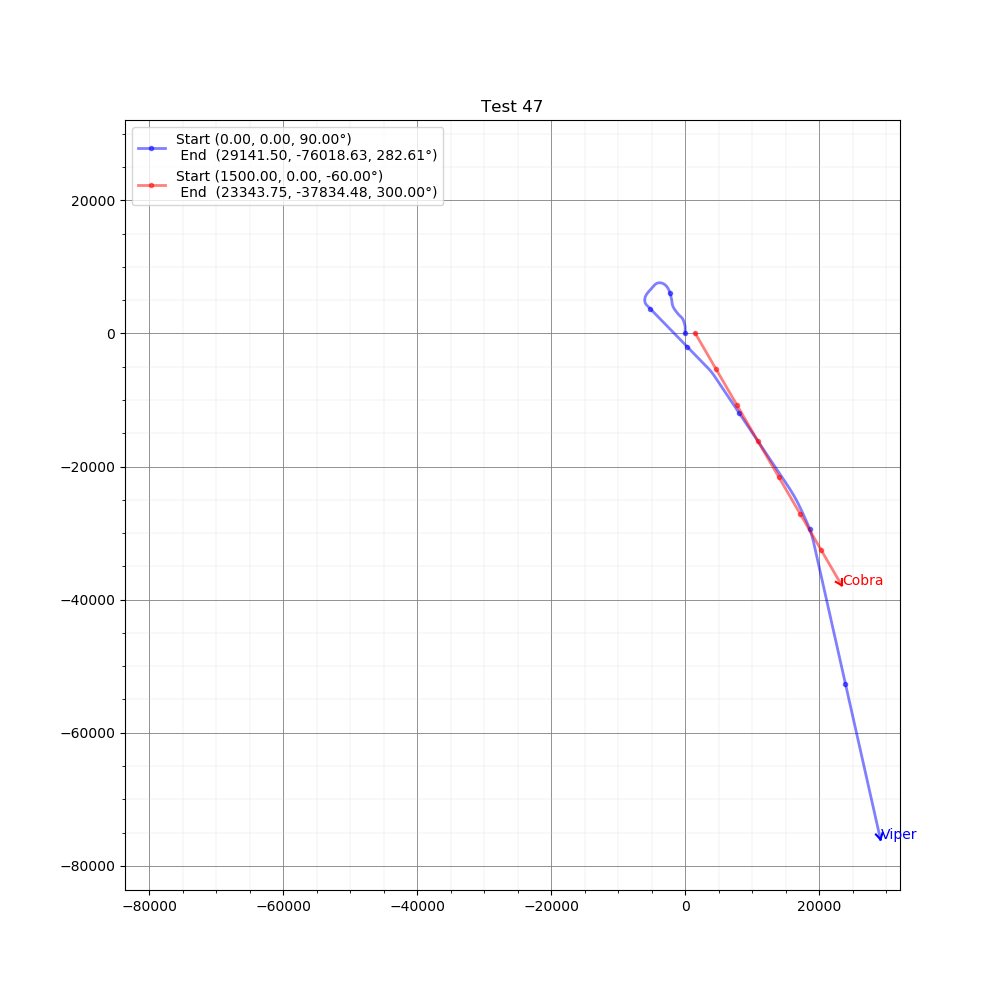 Test 47
Start (0.00, 0.00, 90.00°)
End  (29141.50, -76018.63, 282.61°)
Start (1500.00, 0.00, -60.00°)
End  (23343.75, -37834.48, 300.00°)
20000
0
−20000
−40000
−60000
−80000
Cobra
Viper
−80000
−60000
−40000
−20000
0
20000